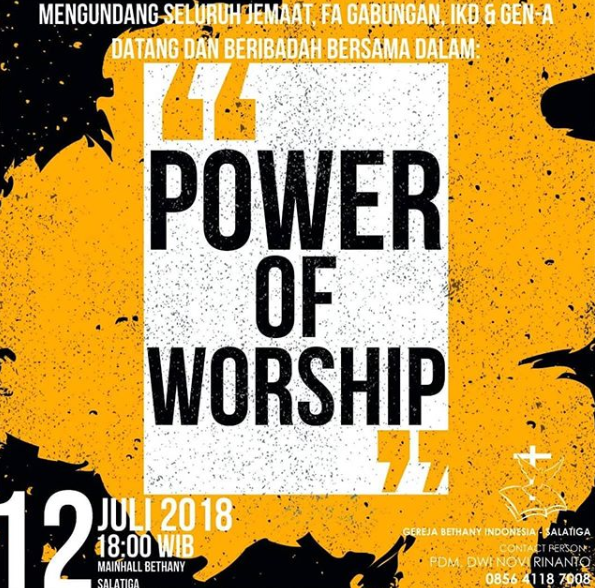 MENGUNDANG SELURUH JEMAAT, FA GABUNGAN, IKD & GEN-A
DATANG DAN BERIBADAH BERSAMA DALAM:
“
POWER
OF
WORSHIP
”
12
JULI 2018
18:00 WIB
MAINHALL BETHANY
SALATIGA
GEREJA BETHANY INDONESIA - SALATIGA
CONTACT PERSON :
PDM. DWI NOVI RINANTO
0856 4118 7008